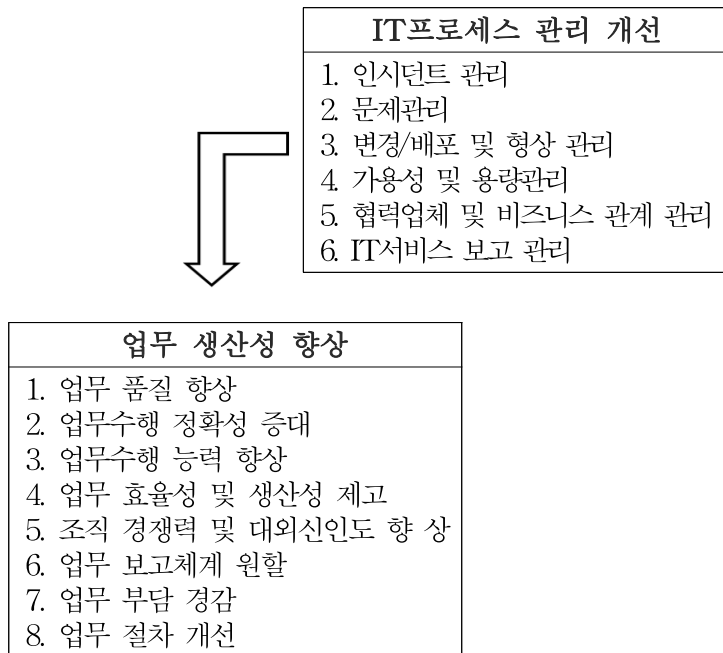 IT프로세스 관리 개선
1. 인시던트 관리
2. 문제관리
3. 변경/배포 및 형상 관리
4. 가용성 및 용량관리
5. 협력업체 및 비즈니스 관계 관리
6. IT서비스 보고 관리
업무 생산성 향상
1. 업무 품질 향상
2. 업무수행 정확성 증대
3. 업무수행 능력 향상
4. 업무 효율성 및 생산성 제고
5. 조직 경쟁력 및 대외신인도 향 상
6. 업무 보고체계 원할
7. 업무 부담 경감
8. 업무 절차 개선